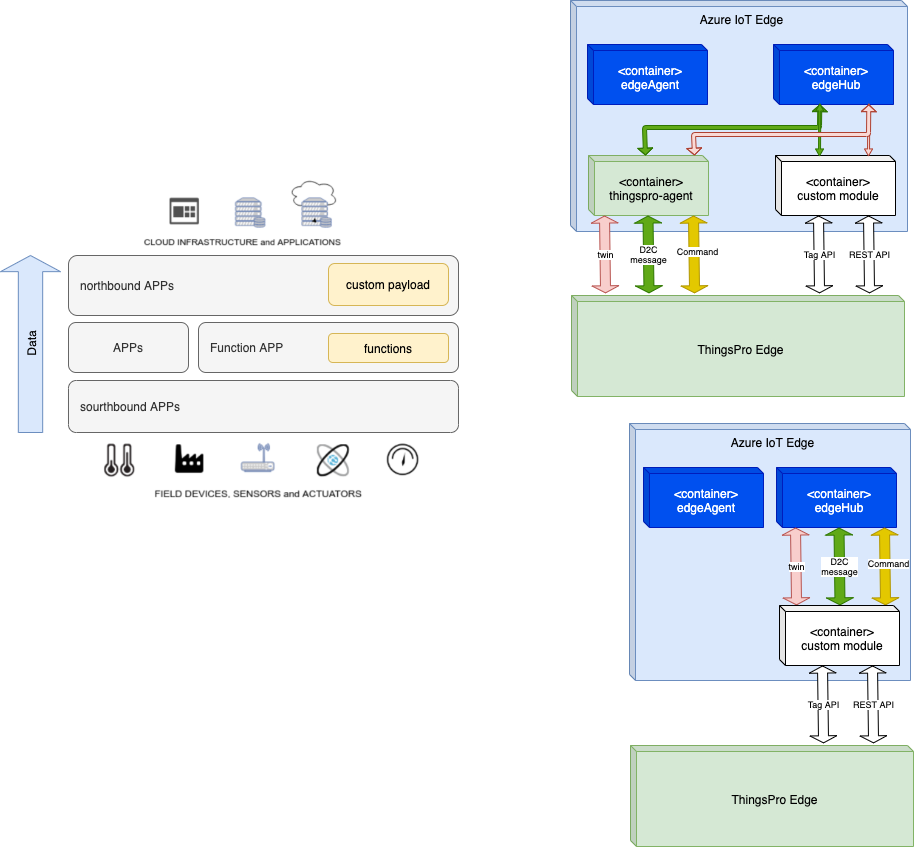 CLOUD INFRASTRUCTURE and APPLICATIONS
Data
northbound APPs
custom payload
APPs
Function APP
functions
sourthbound APPs
FIELD DEVICES, SENSORS and ACTUATORS
Azure IoT Edge
<container>
edgeAgent
<container>
edgeHub
<container>
thingspro-agent
<container>
custom module
twin
D2C
message
Command
Tag API
REST API
ThingsPro Edge
Azure IoT Edge
<container>
edgeAgent
<container>
edgeHub
twin
D2C
message
Command
<container>
custom module
Tag API
REST API
ThingsPro Edge